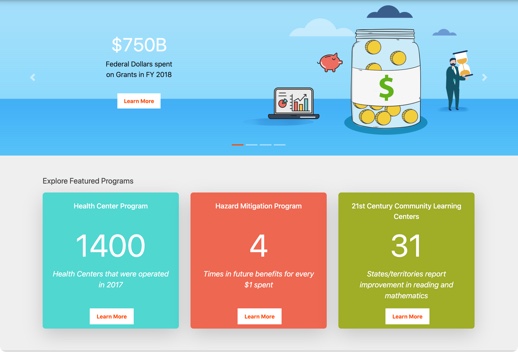 $750B
Federal Dollars spent
on Grants in FY 2018
Learn More
$
Explore Featured Programs
Health Center Program
1400
Health Centers that were operated
in 2017
Learn More
Hazard Mitigation Program
4
Times in future benefits for every
$1 spent
Learn More
21st Century Community Learning
Centers
31
States/territories report
improvement in reading and
mathematics
Learn More